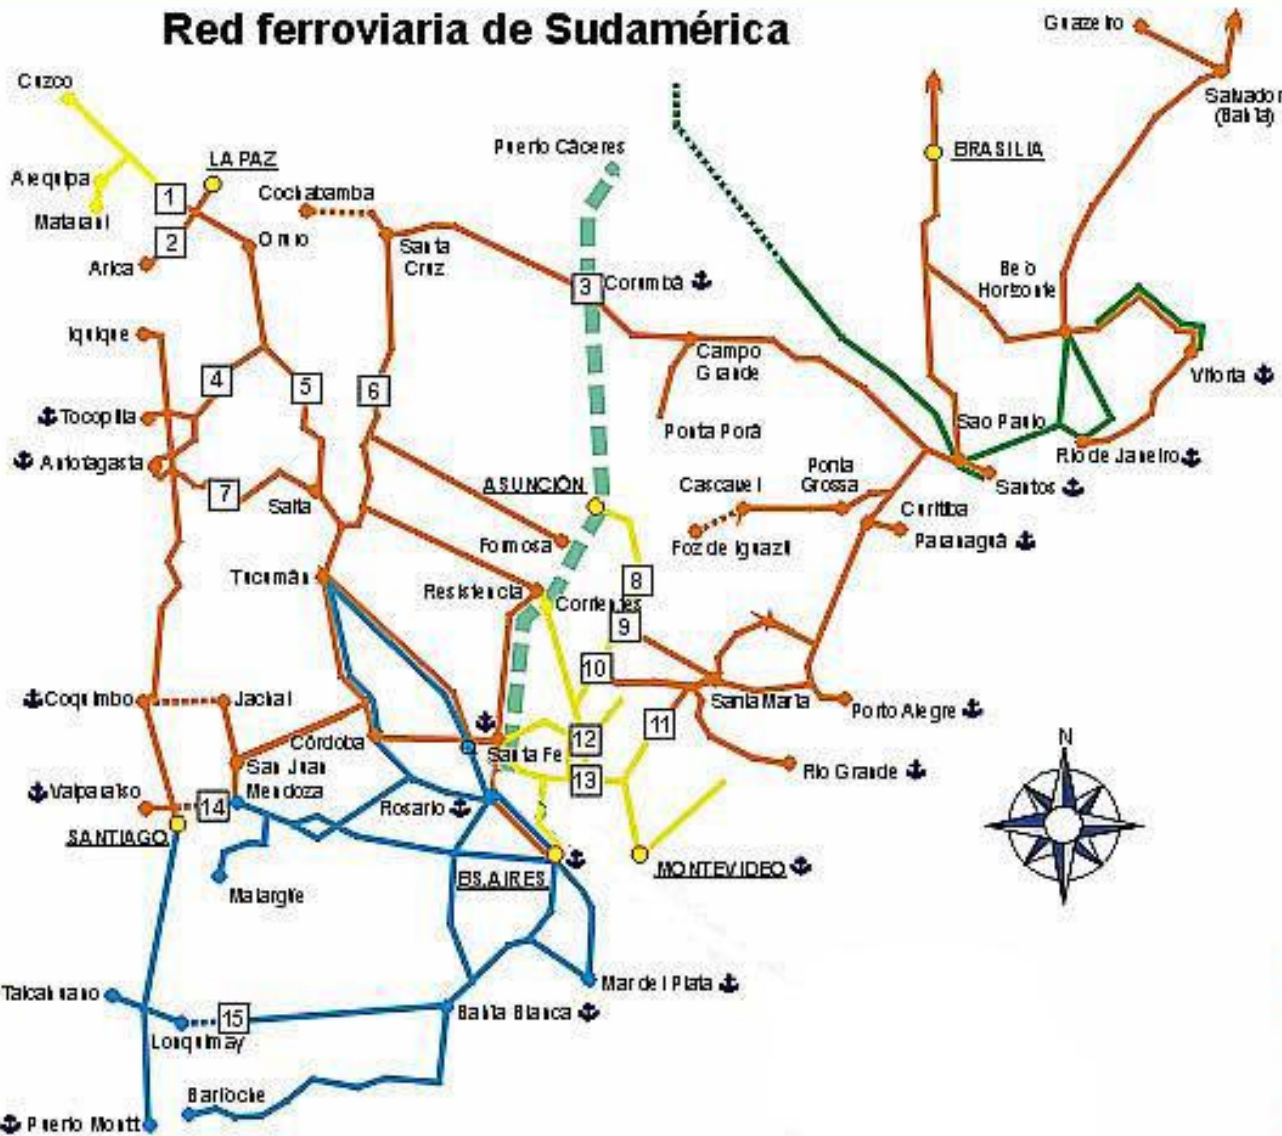 Red ferroviaria de Sudamérica
Guazeiro
Cuzco
Salvador
(Bahía)
LA PAZ
Puerto Cáceres
BRASILIA
Arequipa
Cochabamba
Matarani
1
2
Oruro
Santa
Cruz
Arica
3
Corumbá
Belo
Horizonte
Iquique
Campo
Grande
4
5
6
Vitoria
Tocopilla
Ponta Porá
Sao Paulo
Antofagasta
Rio de Janeiro
7
Salta
ASUNCIÓN
Cascavel
Ponta
Grossa
Santos
Curitiba
Formosa
Foz de Iguazú
Paranaguá
Tucumán
8
Resistencia
Corrientes
9
10
Coquimbo
Jachal
Santa María
Porto Alegre
11
N
Córdoba
Santa Fe
12
San Juan
Mendoza
13
Rio Grande
Valparaíso
14
Rosario
SANTIAGO
BS.AIRES
MONTEVIDEO
Malargüe
Talcahuano
Mar del Plata
15
Bahía Blanca
Lonquimay
Bariloche
Puerto Montt